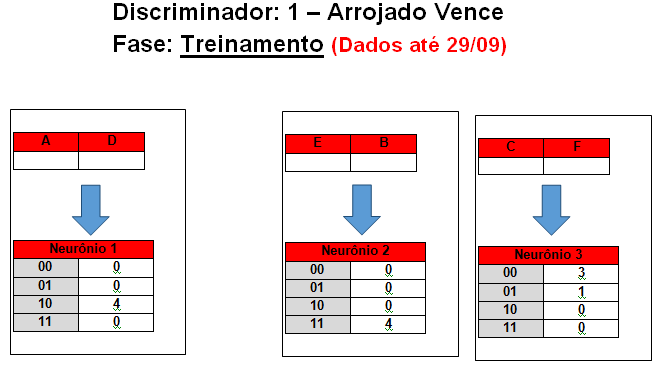 Discriminador: 1 – Arrojado Vence
Fase: Treinamento (Dados até 29/09)
A D
Neurônio 1
00 0
01 0
10 4
11 0
E B
Neurônio 2
00 0
01 0
10 0
11 4
C F
Neurônio 3
00 3
01 1
10 0
11 0